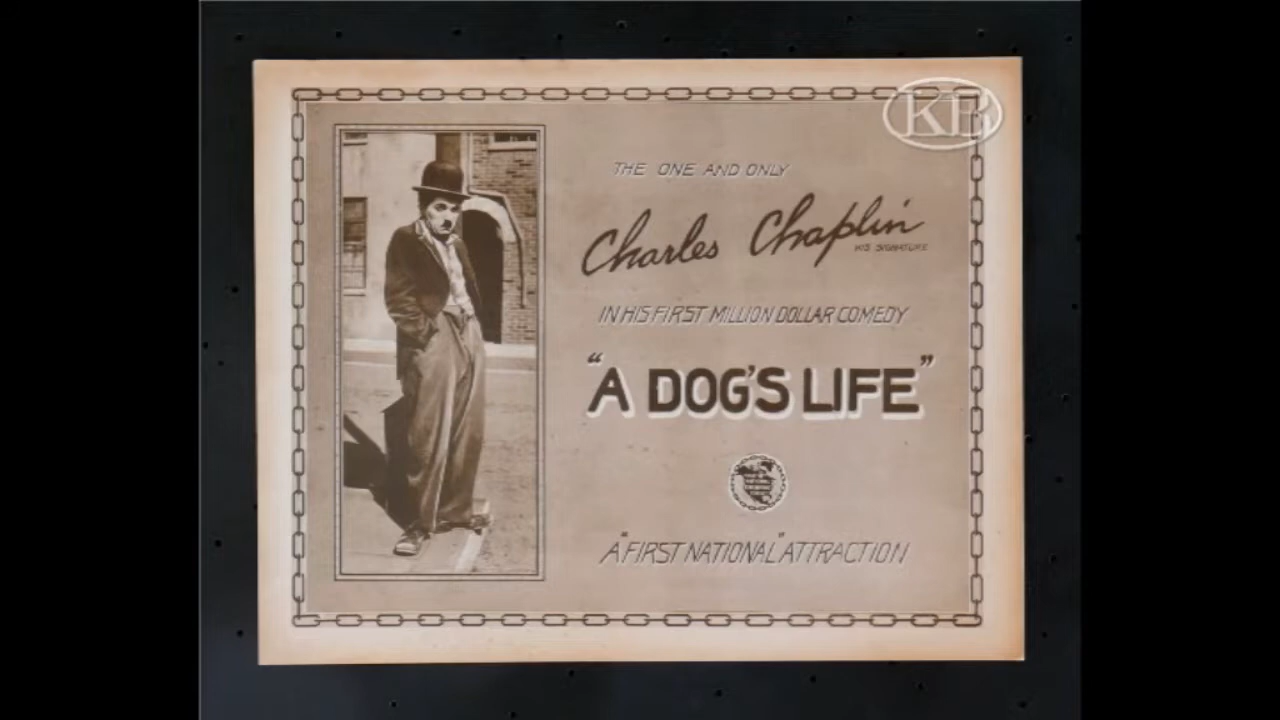 KB
THE ONE AND ONLY
Charles Chaplin
HIS SIGNATURE
IN HIS FIRST MILLION DOLLAR COMEDY
"A DOG'S LIFE"
A "FIRST NATIONAL" ATTRACTION